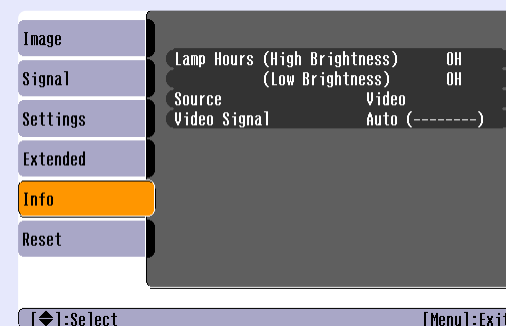 Image
Signal
Settings
Extended
Info
Reset
Lamp Hours (High Brightness) 0H
(Low Brightness) 0H
Source Video
Video Signal Auto (--------)
[◆]:Select [Menu]:Exit